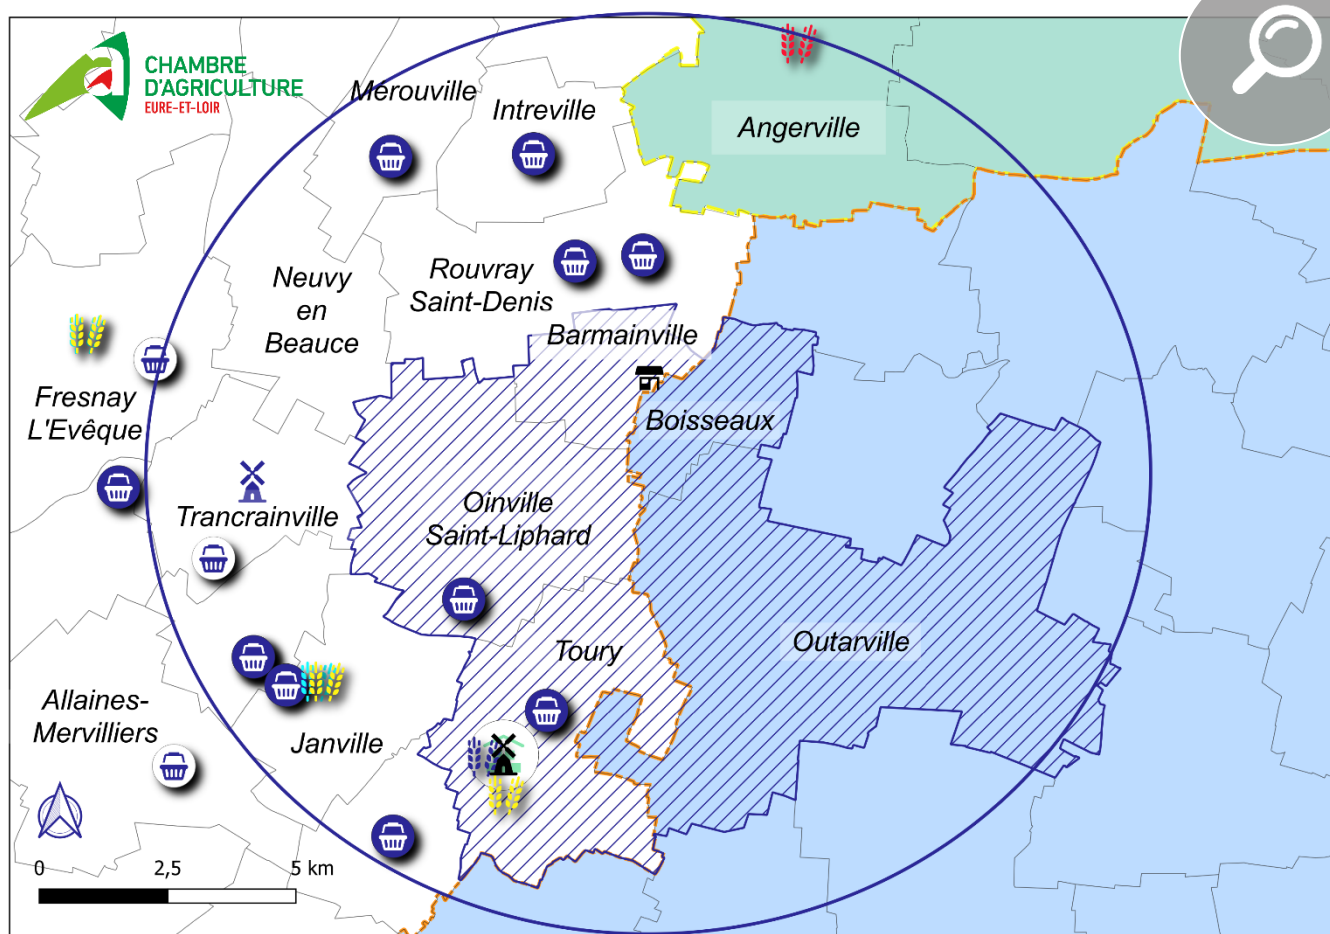 CHAMBRE
D'AGRICULTURE
EURE-ET-LOIR
Mérouville
Intreville
Angerville
Neuvy
en
Beauce
Rouvray
Saint-Denis
Barmainville
Fresnay
L'Evêque
Boisseaux
Trancrainville
Oinville
Saint-Liphard
Toury
Outarville
Allaines-
Mervilliers
Janville
0 2,5 5 km